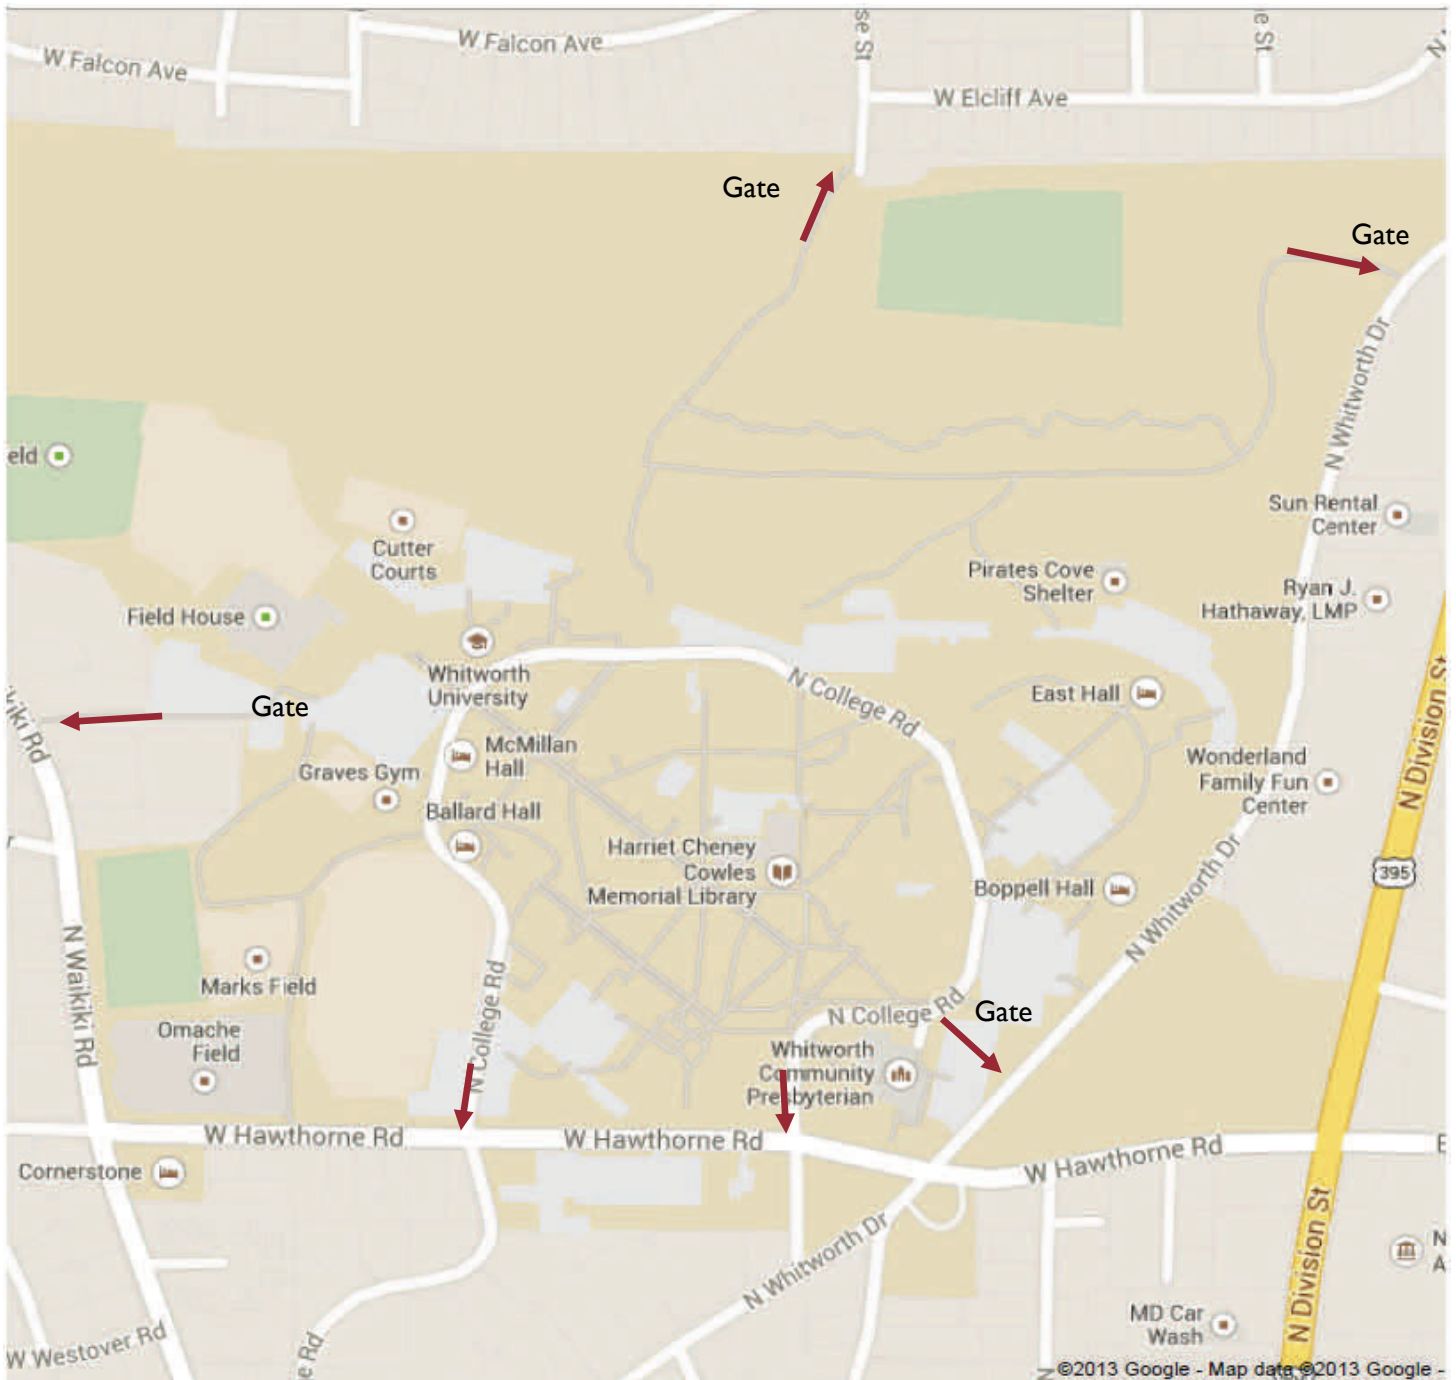 W Falcon Ave
W Falcon Ave
se St
e St
N
W Elcliff Ave
Gate
Gate
N Whitworth Dr
eld
Sun Rental
Center
Cutter
Courts
Pirates Cove
Shelter
Ryan J.
Hathaway, LMP
Field House
Whitworth
University
N College Rd
East Hall
N Division St
Gate
iki Rd
McMillan
Hall
Graves Gym
Wonderland
Family Fun
Center
Ballard Hall
Harriet Cheney
Cowles
Memorial Library
395
Boppell Hall
N Whitworth Dr
N Waikiki Rd
Marks Field
N College Rd
N College Rd
Gate
Omache
Field
Whitworth
Community
Presbyterian
W Hawthorne Rd
W Hawthorne Rd
W Hawthorne Rd
E
Cornerstone
N Whitworth Dr
N Division St
N
A
MD Car
Wash
W Westover Rd
e Rd
N
©2013 Google - Map data ©2013 Google -